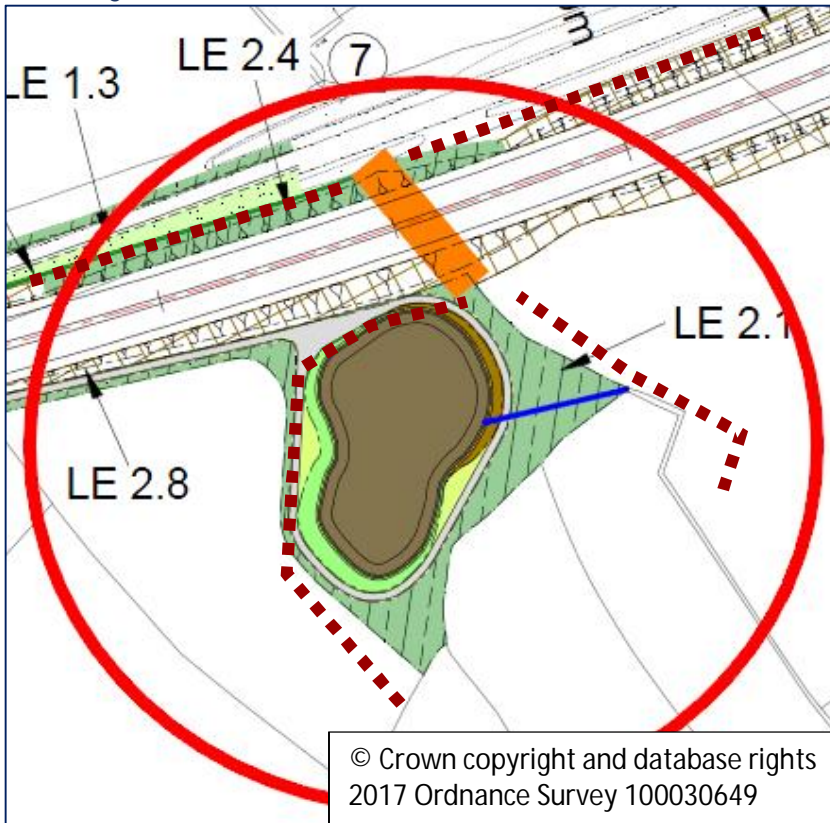 LE 2.4
7
LE 1.3
m
LE 2.1
LE 2.8
© Crown copyright and database rights
2017 Ordnance Survey 100030649